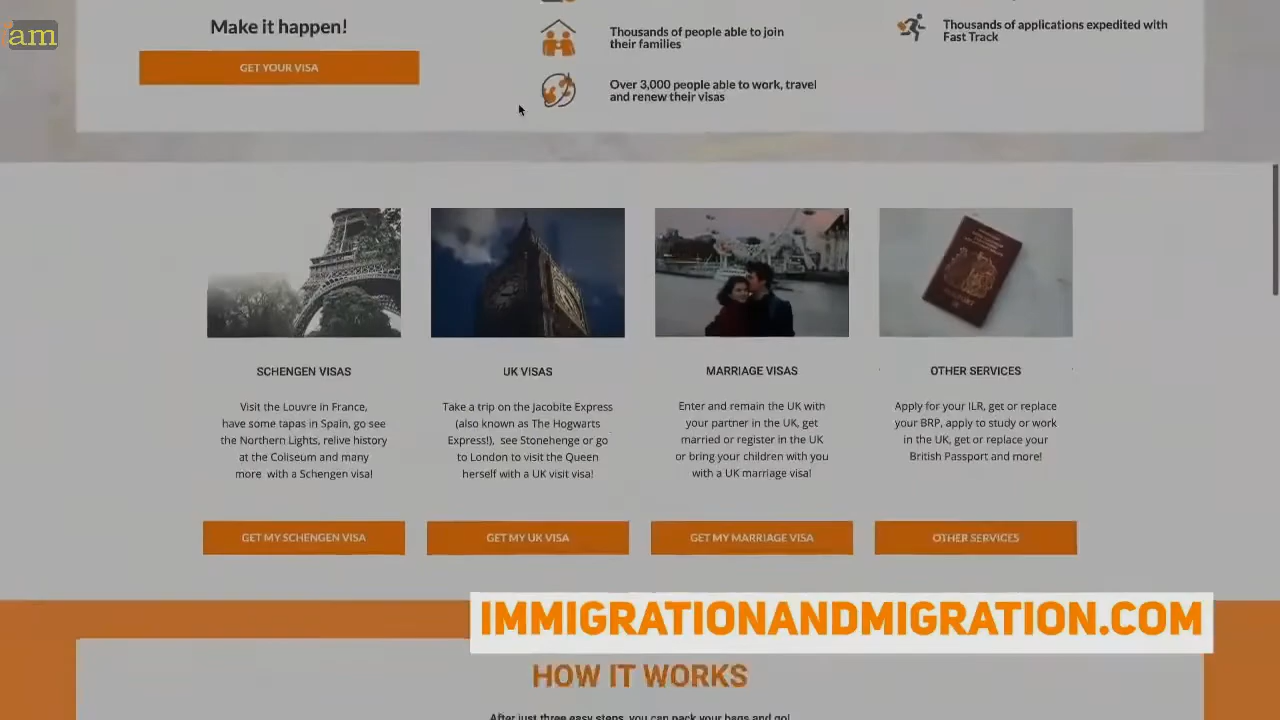 iam
Make it happen!
GET YOUR VISA
Thousands of people able to join
their families
Over 3,000 people able to work, travel
and renew their visas
Thousands of applications expedited with
Fast Track
SCHENGEN VISAS
Visit the Louvre in France,
have some tapas in Spain, go see
the Northern Lights, relive history
at the Coliseum and many
more with a Schengen visa!
GET MY SCHENGEN VISA
UK VISAS
Take a trip on the Jacobite Express
(also known as The Hogwarts
Express!), see Stonehenge or go
to London to visit the Queen
herself with a UK visit visa!
GET MY UK VISA
MARRIAGE VISAS
Enter and remain the UK with
your partner in the UK, get
married or register in the UK
or bring your children with you
with a UK marriage visa!
GET MY MARRIAGE VISA
OTHER SERVICES
Apply for your ILR, get or replace
your BRP, apply to study or work
in the UK, get or replace your
British Passport and more!
OTHER SERVICES
IMMIGRATIONANDMIGRATION.COM
HOW IT WORKS
After just three easy steps, you can pack your bags and go!